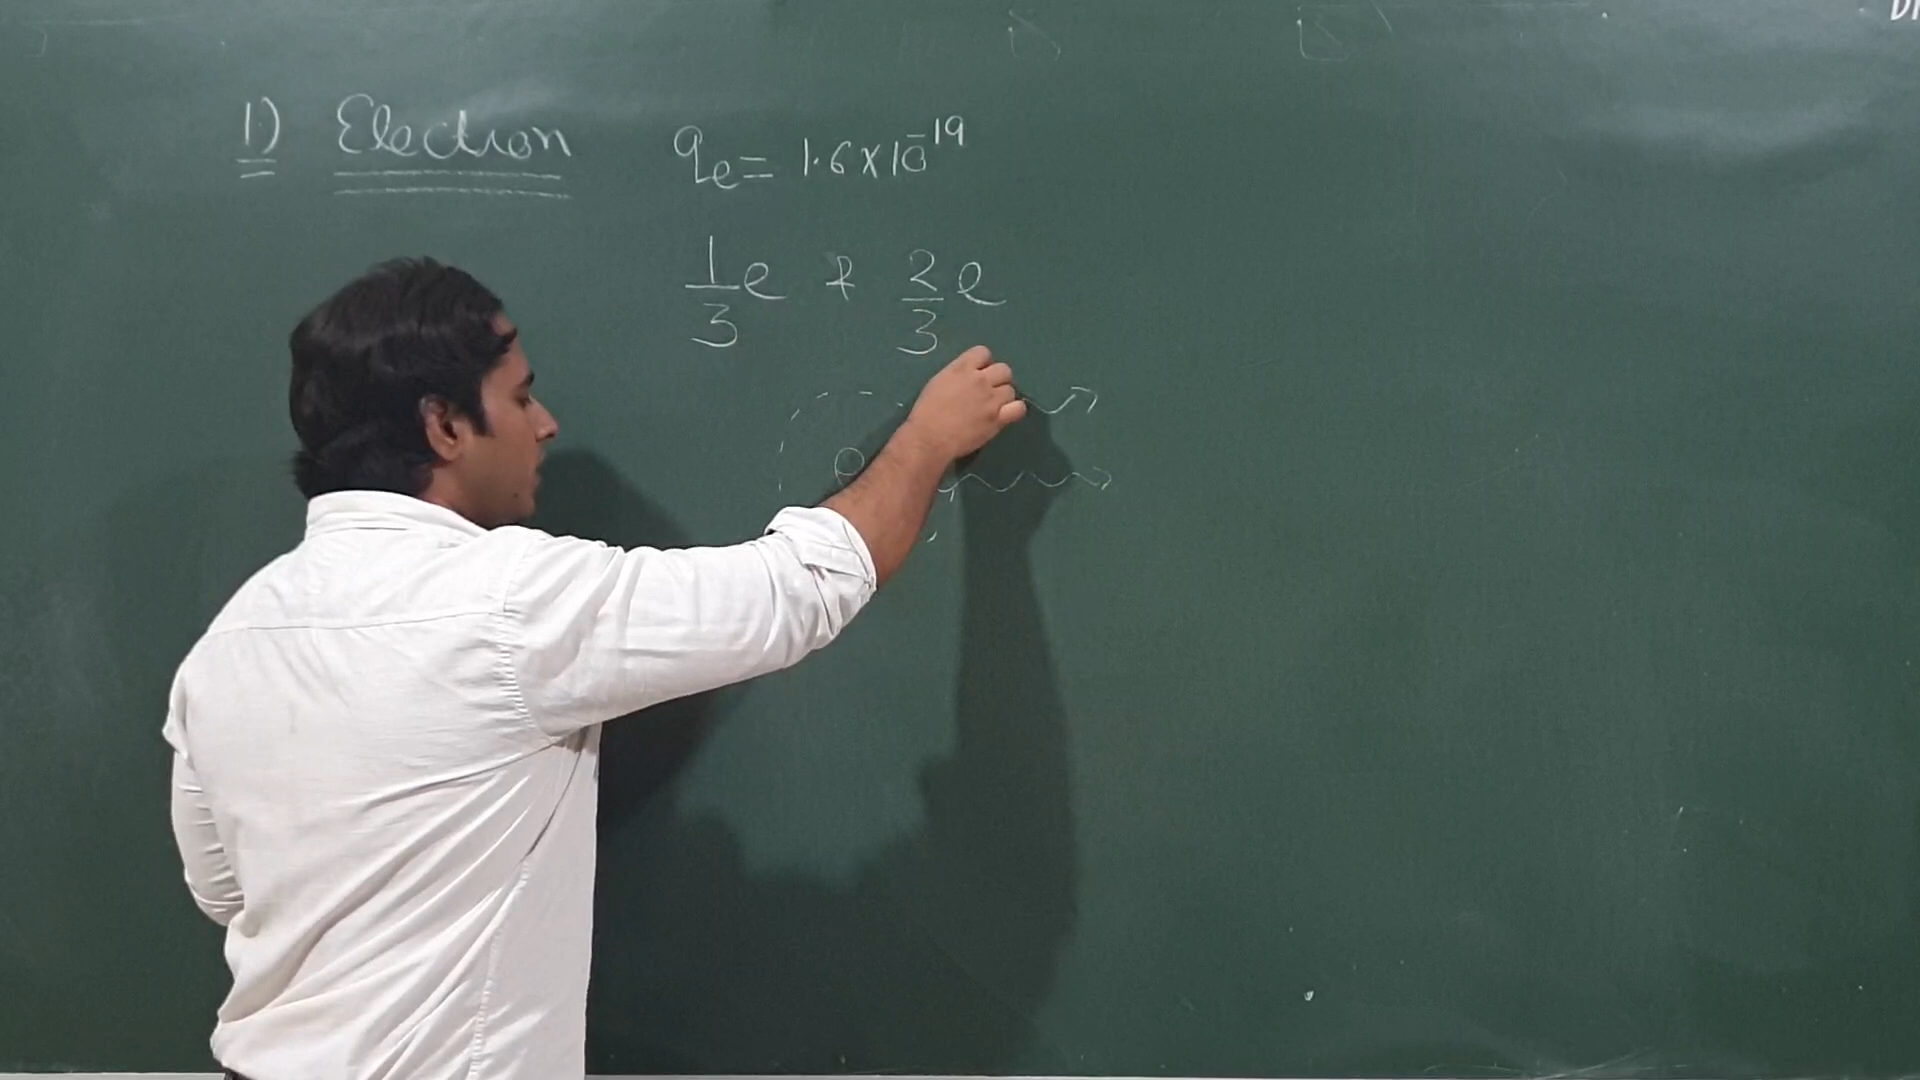 1) Electron qₑ = 1.6×10⁻¹⁹
1/3 e & 2/3 e
e